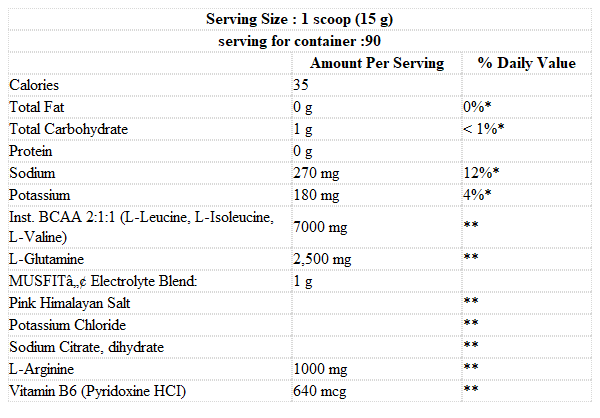 Serving Size : 1 scoop (15 g)
serving for container :90
Amount Per Serving % Daily Value
Calories 35
Total Fat 0 g 0%*
Total Carbohydrate 1 g < 1%*
Protein 0 g
Sodium 270 mg 12%*
Potassium 180 mg 4%*
Inst. BCAA 2:1:1 (L-Leucine, L-Isoleucine,
L-Valine) 7000 mg **
L-Glutamine 2,500 mg **
MUSFITâ„¢ Electrolyte Blend: 1 g
Pink Himalayan Salt **
Potassium Chloride **
Sodium Citrate, dihydrate **
L-Arginine 1000 mg **
Vitamin B6 (Pyridoxine HCI) 640 mcg **